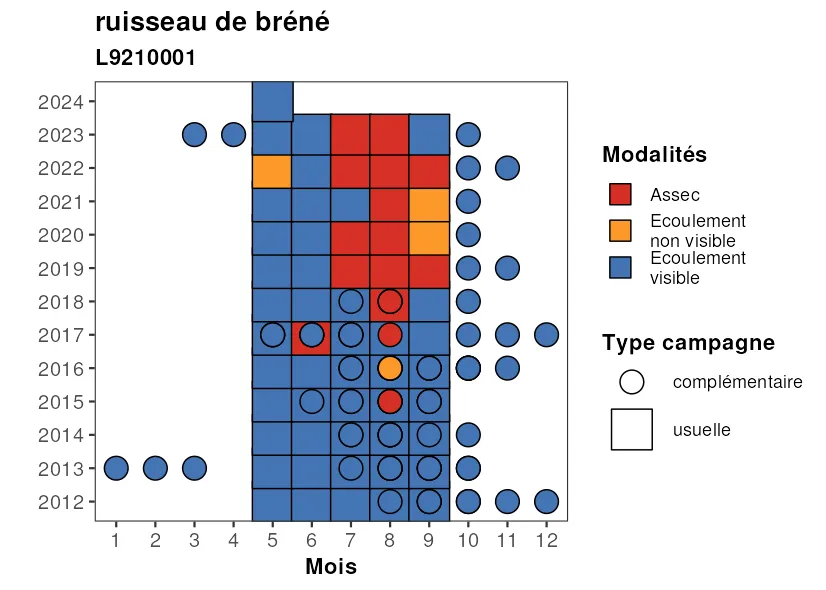 ruisseau de bréné
L9210001
2024
2023
2022
2021
2020
2019
2018
2017
2016
2015
2014
2013
2012
1 2 3 4 5 6 7 8 9 10 11 12
Mois
Modalités
Assec
Ecoulement
non visible
Ecoulement
visible
Type campagne
complémentaire
usuelle